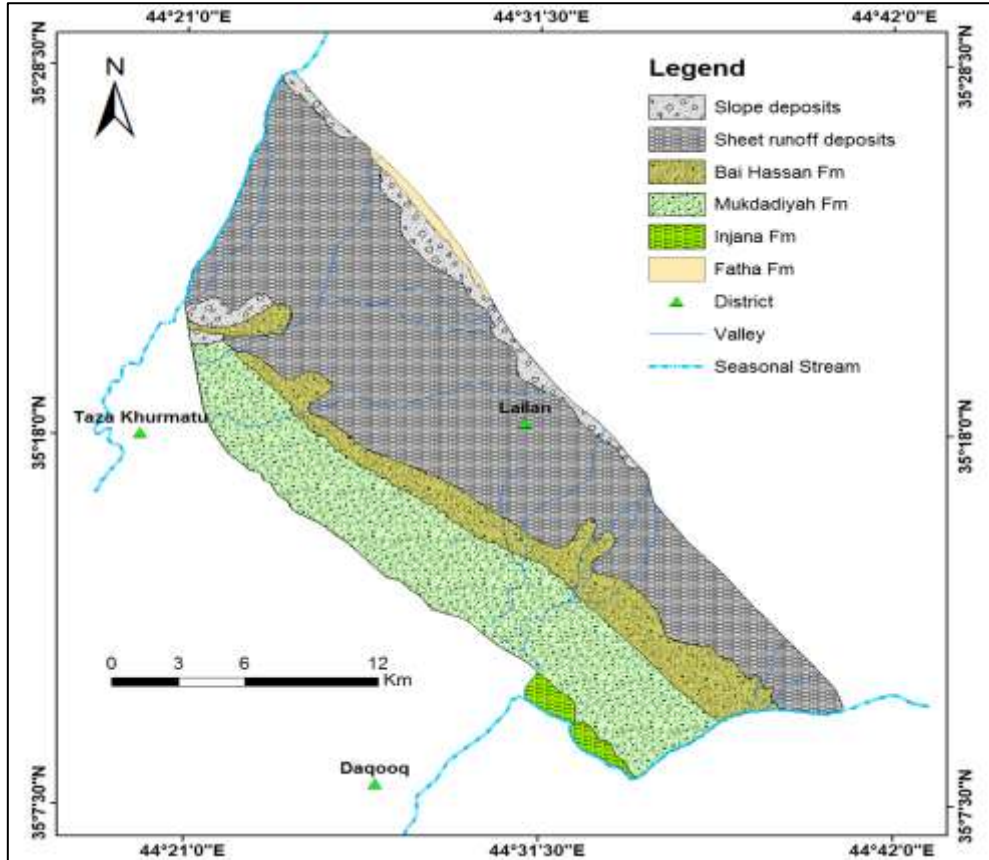 44°21'0"E
44°31'30"E
44°42'0"E
35°28'30"N
35°28'30"N
N
Legend
Slope deposits
Sheet runoff deposits
Bai Hassan Fm
Mukdadiyah Fm
Injana Fm
Fatha Fm
District
Valley
Seasonal Stream
Taza Khurmatu
Lailan
35°18'0"N
35°18'0"N
0 3 6 12
Km
Daqooq
35°7'30"N
35°7'30"N
44°21'0"E
44°31'30"E
44°42'0"E